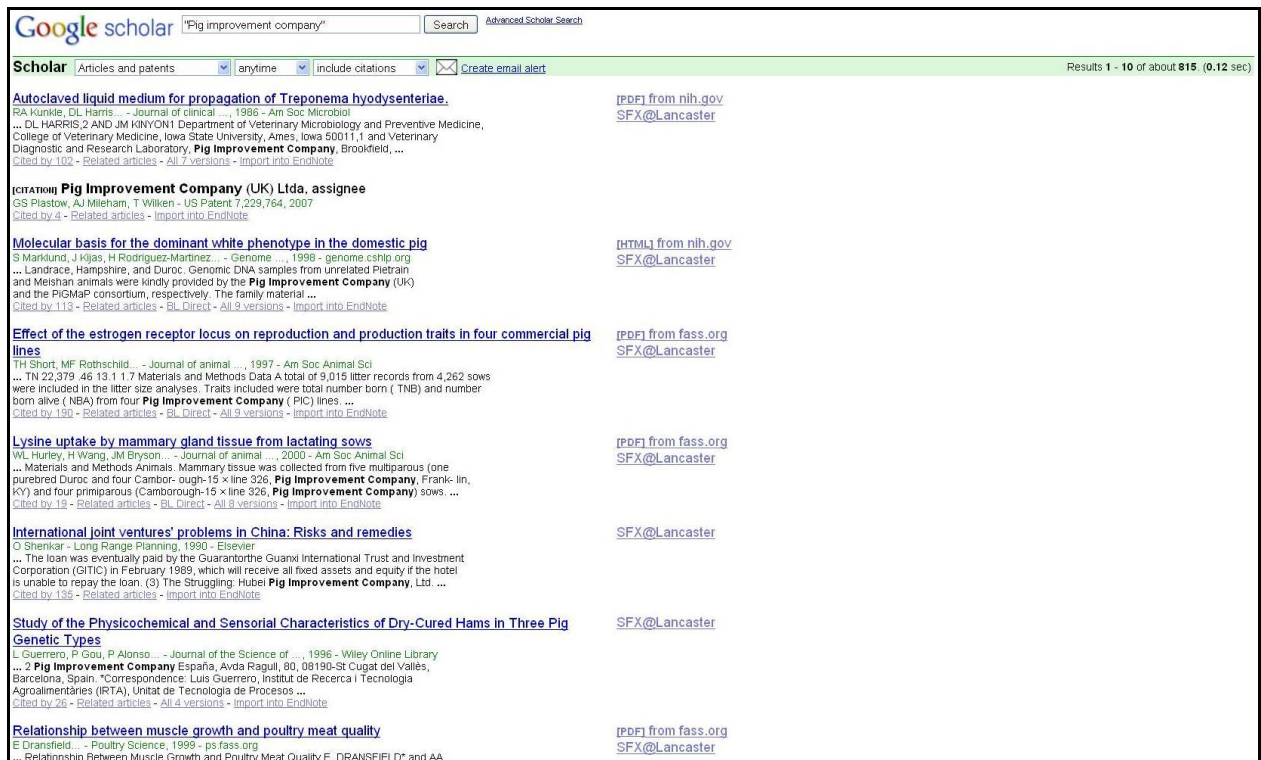 Google scholar "Pig improvement company" Search Advanced Scholar Search
Scholar Articles and patents anytime include citations Create email alert Results 1 - 10 of about 815. (0.12 sec)
Autoclaved liquid medium for propagation of Treponema hyodysenteriae. [PDF] from nih.gov
RA Kunkle, DL Harris... - Journal of clinical ..., 1986 - Am Soc Microbiol SFX@Lancaster
... DL HARRIS,2 AND JM KINYON1 Department of Veterinary Microbiology and Preventive Medicine,
College of Veterinary Medicine, Iowa State University, Ames, Iowa 50011,1 and Veterinary
Diagnostic and Research Laboratory, Pig Improvement Company, Brookfield, ...
Cited by 102 - Related articles - All 7 versions - Import into EndNote
[CITATION] Pig Improvement Company (UK) Ltda, assignee
GS Plastow, AJ Mileham, T Wilken - US Patent 7,229,764, 2007
Cited by 4 - Related articles - Import into EndNote
Molecular basis for the dominant white phenotype in the domestic pig [HTML] from nih.gov
S Marklund, J Kijas, H Rodriguez-Martinez... - Genome ..., 1998 - genome.cshlp.org SFX@Lancaster
... Landrace, Hampshire, and Duroc. Genomic DNA samples from unrelated Pietrain
and Meishan animals were kindly provided by the Pig Improvement Company (UK)
and the PiGMaP consortium, respectively. The family material ...
Cited by 113 - Related articles - BL Direct - All 9 versions - Import into EndNote
Effect of the estrogen receptor locus on reproduction and production traits in four commercial pig [PDF] from fass.org
lines SFX@Lancaster
TH Short, MF Rothschild... - Journal of animal ..., 1997 - Am Soc Animal Sci
... TN 22,379 .46 13.1 1.7 Materials and Methods Data A total of 9,015 litter records from 4,262 sows
were included in the litter size analyses. Traits included were total number born ( TNB) and number
born alive ( NBA) from four Pig Improvement Company ( PIC) lines. ...
Cited by 190 - Related articles - BL Direct - All 9 versions - Import into EndNote
Lysine uptake by mammary gland tissue from lactating sows [PDF] from fass.org
WL Hurley, H Wang, JM Bryson... - Journal of animal ..., 2000 - Am Soc Animal Sci SFX@Lancaster
... Materials and Methods Animals. Mammary tissue was collected from five multiparous (one
purebred Duroc and four Cambor- ough-15 × line 326, Pig Improvement Company, Frank- lin,
KY) and four primiparous (Camborough-15 × line 326, Pig Improvement Company) sows. ...
Cited by 19 - Related articles - BL Direct - All 8 versions - Import into EndNote
International joint ventures' problems in China: Risks and remedies SFX@Lancaster
O Shenkar - Long Range Planning, 1990 - Elsevier
... The loan was eventually paid by the Guarantorthe Guanxi International Trust and Investment
Corporation (GITIC) in February 1989, which will receive all fixed assets and equity if the hotel
is unable to repay the loan. (3) The Struggling: Hubei Pig Improvement Company, Ltd. ...
Cited by 135 - Related articles - Import into EndNote
Study of the Physicochemical and Sensorial Characteristics of Dry-Cured Hams in Three Pig SFX@Lancaster
Genetic Types
L Guerrero, P Gou, P Alonso... - Journal of the Science of ..., 1996 - Wiley Online Library
... 2 Pig Improvement Company España, Avda Ragull, 80, 08190-St Cugat del Vallès,
Barcelona, Spain. *Correspondence: Luis Guerrero, Institut de Recerca i Tecnologia
Agroalimentàries (IRTA), Unitat de Tecnologia de Procesos ...
Cited by 26 - Related articles - All 4 versions - Import into EndNote
Relationship between muscle growth and poultry meat quality [PDF] from fass.org
E Dransfield... - Poultry Science, 1999 - ps.fass.org SFX@Lancaster
... Relationship Between Muscle Growth and Poultry Meat Quality E. DRANSFIELD* and AA